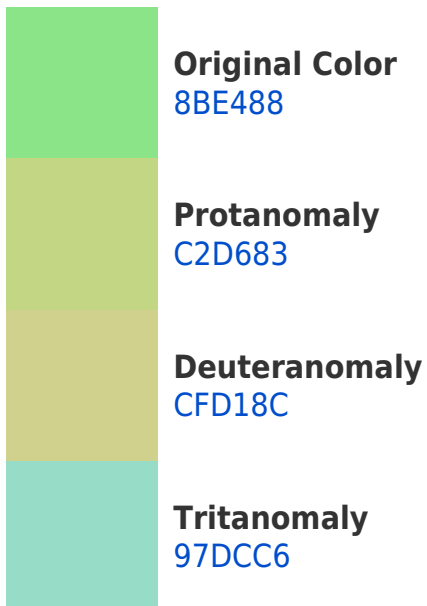 Original Color
8BE488
Protanomaly
C2D683
Deuteranomaly
CFD18C
Tritanomaly
97DCC6